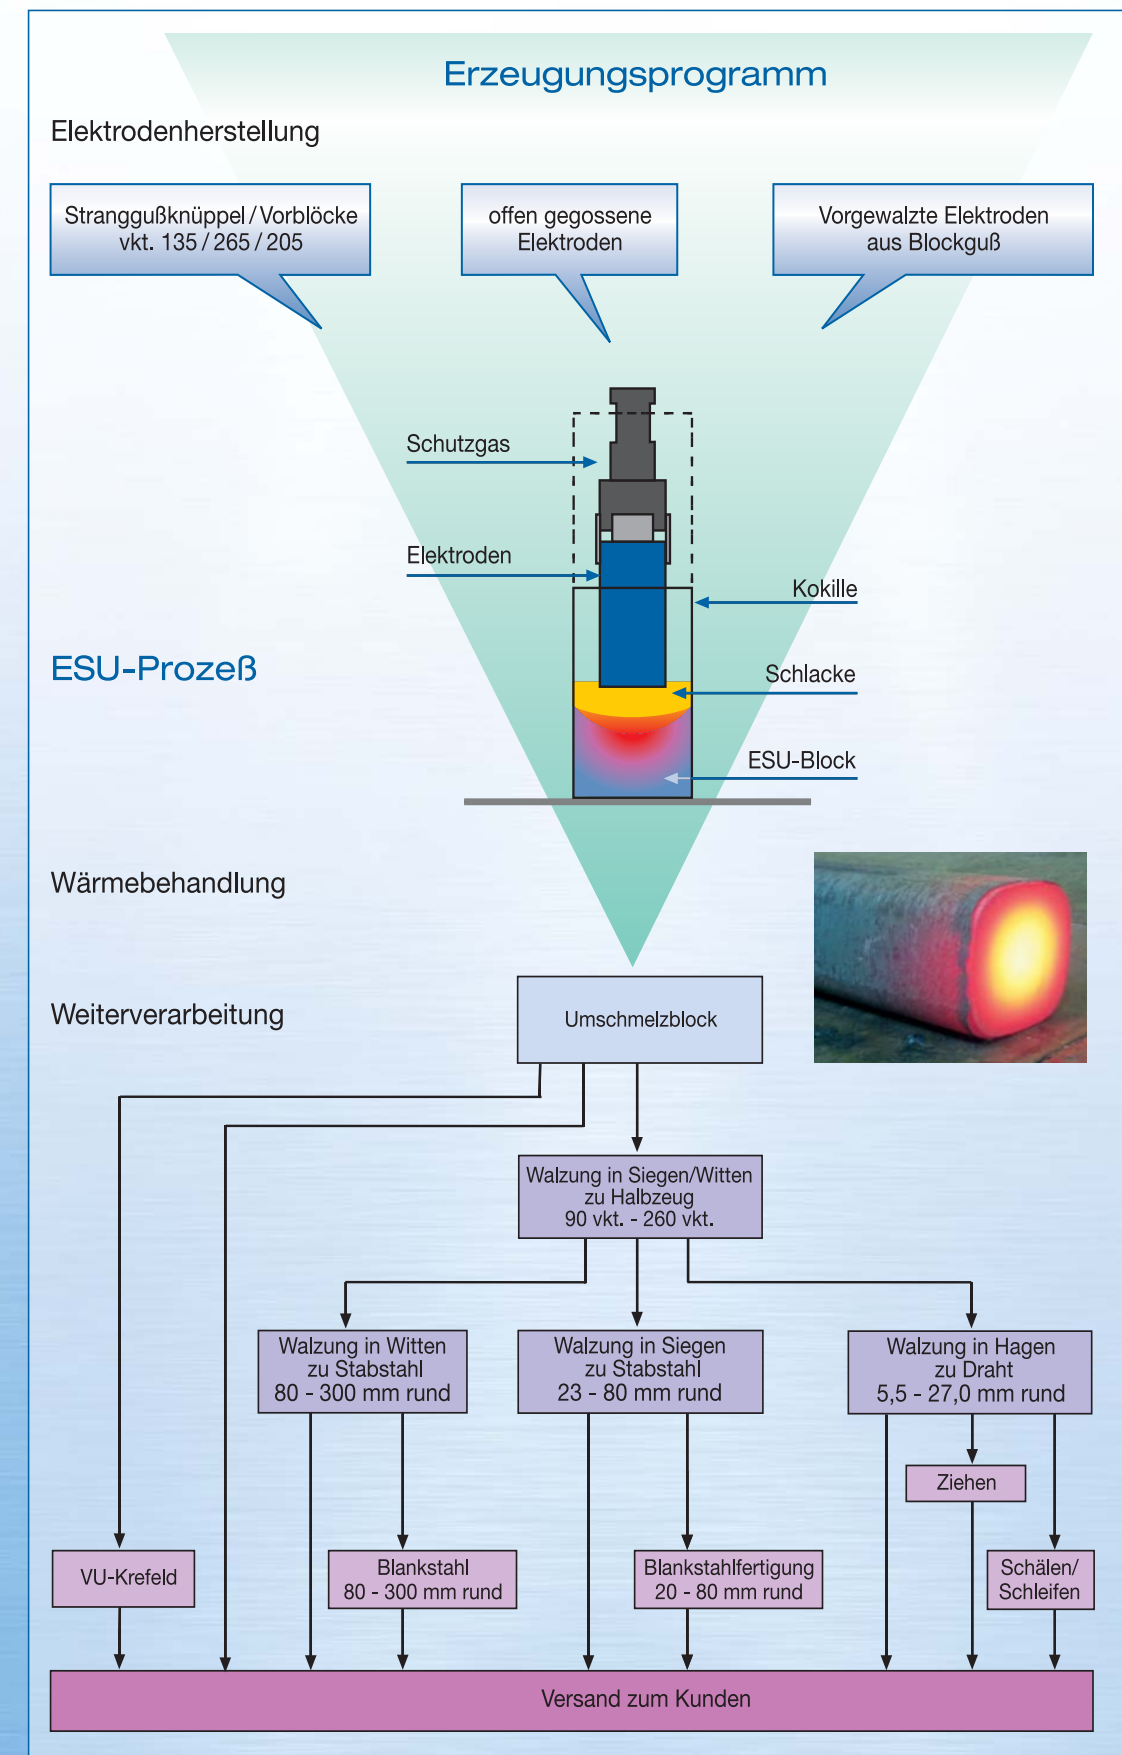 Erzeugungsprogramm
Elektrodenherstellung
Stranggußknüppel / Vorblöcke
vkt. 135 / 265 / 205
offen gegossene
Elektroden
Vorgewalzte Elektroden
aus Blockguß
Schutzgas
Elektroden
Kokille
ESU-Prozeß
Schlacke
ESU-Block
Wärmebehandlung
Weiterverarbeitung
Umschmelzblock
Walzung in Siegen/Witten
zu Halbzeug
90 vkt. - 260 vkt.
Walzung in Witten
zu Stabstahl
80 - 300 mm rund
Walzung in Siegen
zu Stabstahl
23 - 80 mm rund
Walzung in Hagen
zu Draht
5,5 - 27,0 mm rund
Ziehen
VU-Krefeld
Blankstahl
80 - 300 mm rund
Blankstahlfertigung
20 - 80 mm rund
Schälen/
Schleifen
Versand zum Kunden